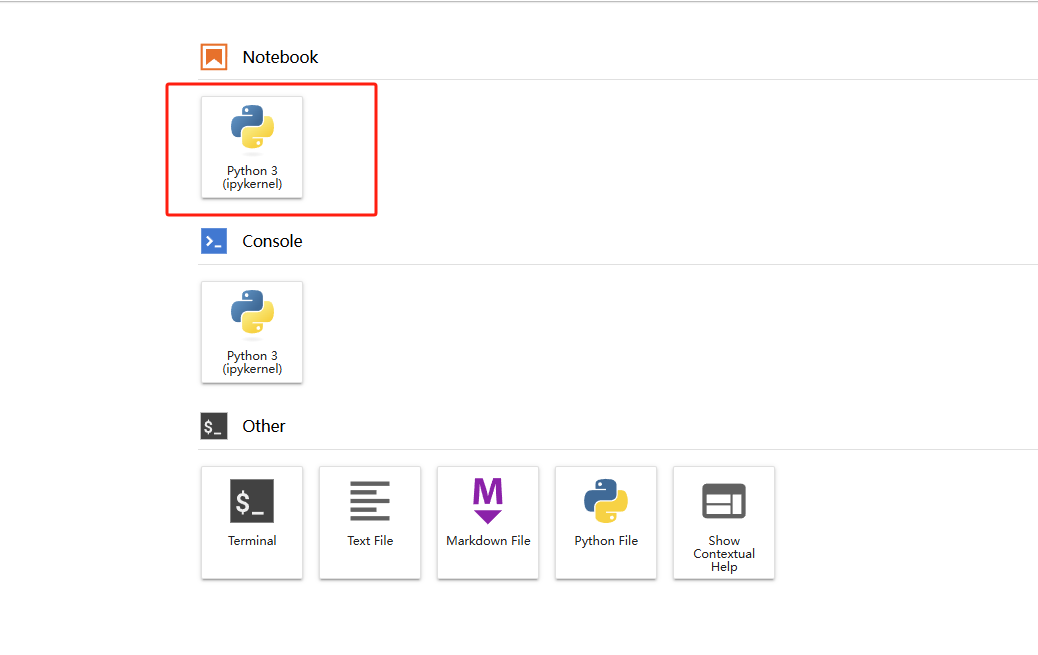 Notebook
Python 3
(ipykernel)
Console
Python 3
(ipykernel)
$_
Other
$_
Terminal
Text File
M
Markdown File
Python File
Show
Contextual
Help